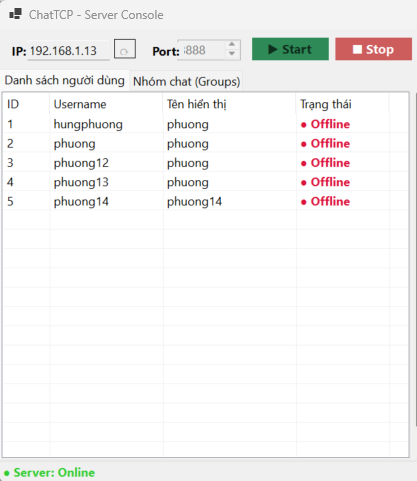 ChatTCP - Server Console
IP: 192.168.1.13 Port: 8888 ▶ Start ■ Stop
Danh sách người dùng Nhóm chat (Groups)
ID Username Tên hiển thị Trạng thái
1 hungphuong phuong ● Offline
2 phuong phuong ● Offline
3 phuong12 phuong ● Offline
4 phuong13 phuong ● Offline
5 phuong14 phuong14 ● Offline
● Server: Online